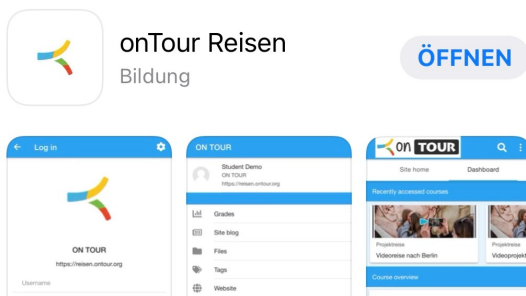 onTour Reisen
Bildung
ÖFFNEN
Log in
ON TOUR
https://reisen.ontour.org
Username
ON TOUR
Student Demo
ON TOUR
https://reisen.ontour.org
Grades
Site blog
Files
Tags
Website
on TOUR
Site home
Dashboard
Recently accessed courses
Projektreise
Videoreise nach Berlin
Projektreise
Videoprojekt
Course overview